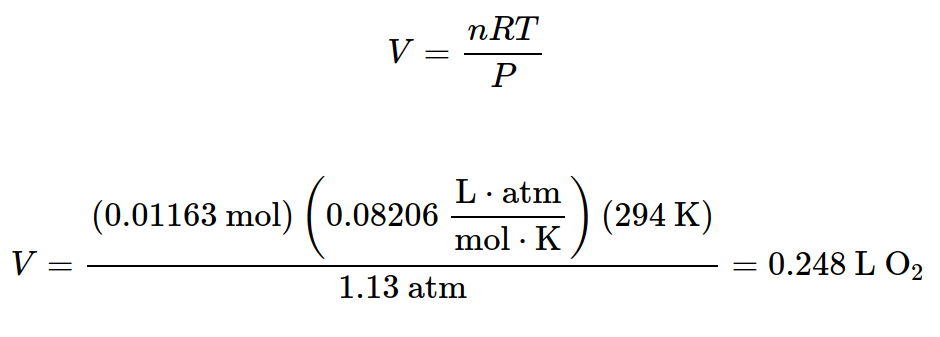 V = nRT / P
V = (0.01163 mol) (0.08206 L · atm / mol · K) (294 K) / 1.13 atm = 0.248 L O₂